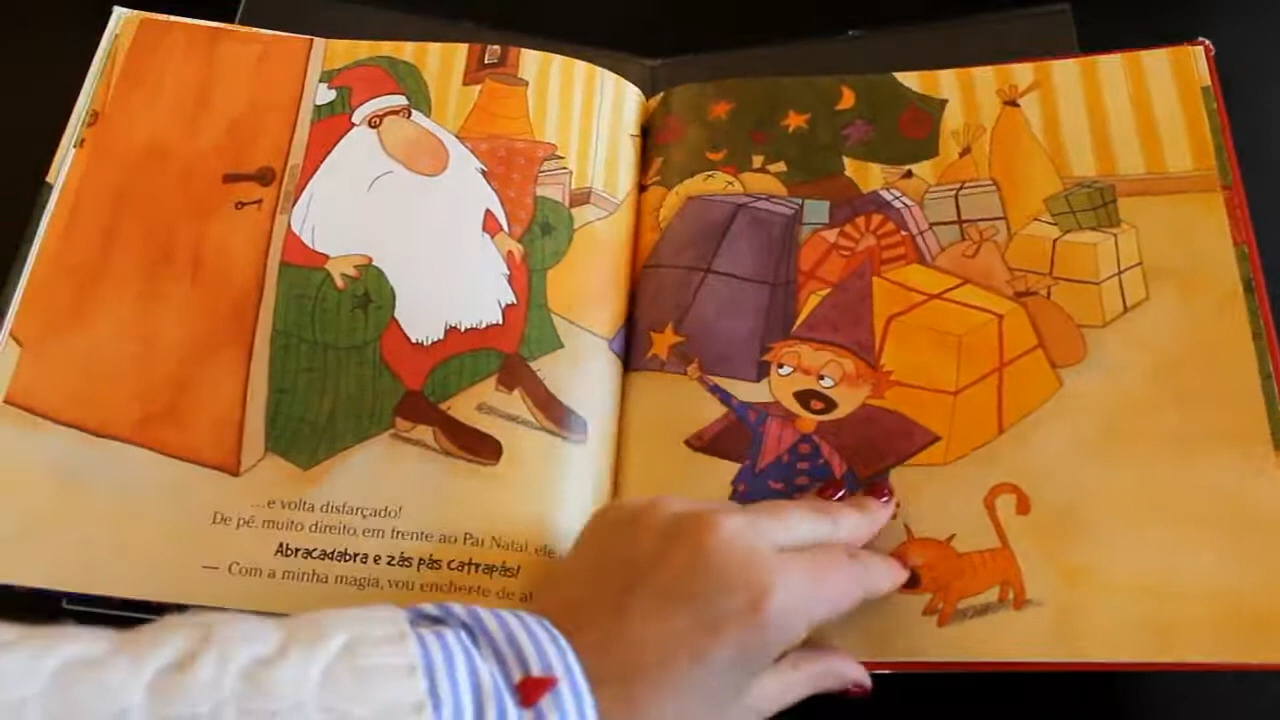 ...e volta disfarçado!
De pé, muito direito, em frente ao Pai Natal, ele
Abracadabra e zás pás catrapás!
— Com a minha magia, vou encher-te de